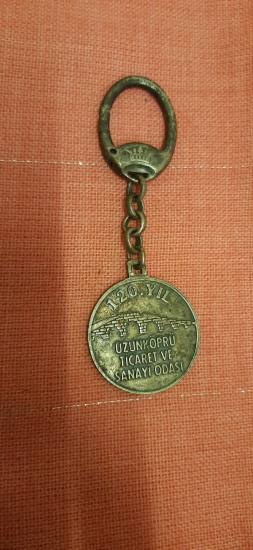 120.YIL
UZUNKÖPRÜ
TİCARET VE
SANAYİ ODASI